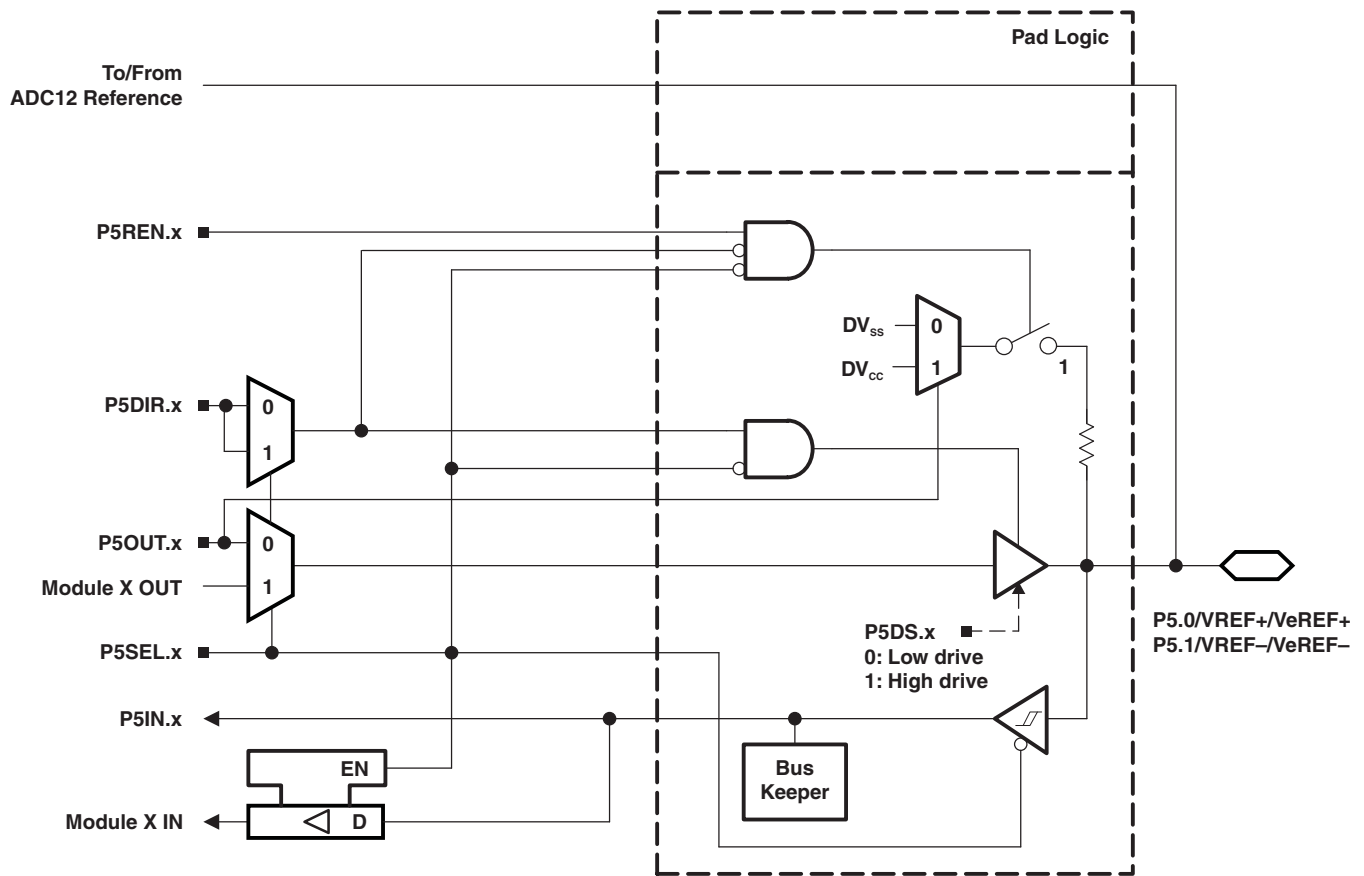 Pad Logic
To/From
ADC12 Reference
P5REN.x
DVSS
0
DVCC
1
1
P5DIR.x
0
1
P5OUT.x
0
Module X OUT
1
P5SEL.x
P5DS.x
0: Low drive
1: High drive
P5.0/VREF+/VeREF+
P5.1/VREF–/VeREF–
P5IN.x
Bus
Keeper
EN
Module X IN
D